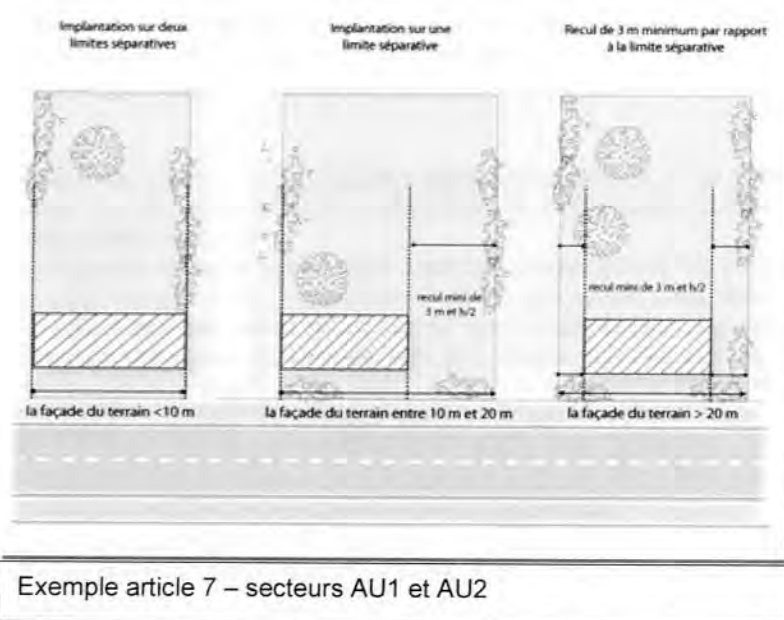 Implantation sur deux
limites séparatives
Implantation sur une
limite séparative
Recul de 3 m minimum par rapport
à la limite séparative
recul mini de
3 m et h/2
recul mini de 3 m et h/2
la façade du terrain <10 m
la façade du terrain entre 10 m et 20 m
la façade du terrain > 20 m
Exemple article 7 – secteurs AU1 et AU2